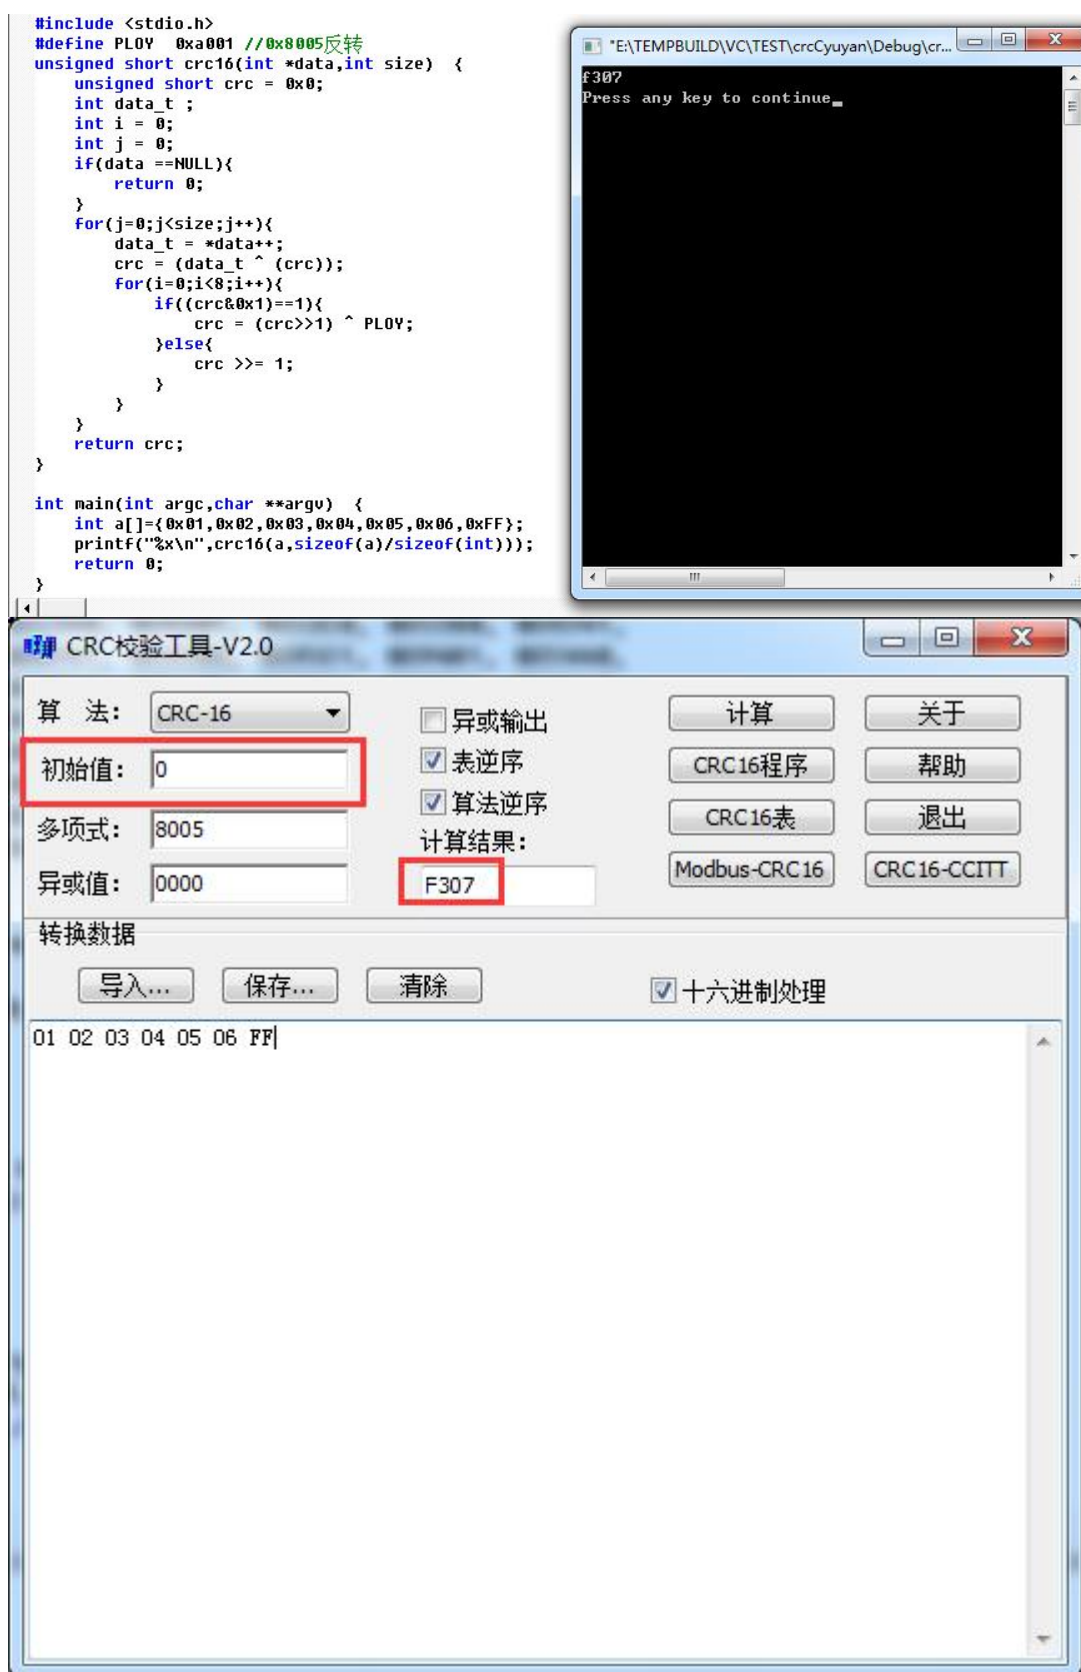 #include <stdio.h>
#define PLOY  0xa001 //0x8005反转
unsigned short crc16(int *data,int size)  {
    unsigned short crc = 0x0;
    int data_t ;
    int i = 0;
    int j = 0;
    if(data ==NULL){
        return 0;
    }
    for(j=0;j<size;j++){
        data_t = *data++;
        crc = (data_t ^ (crc));
        for(i=0;i<8;i++){
            if((crc&0x1)==1){
                crc = (crc>>1) ^ PLOY;
            }else{
                crc >>= 1;
            }
        }
    }
    return crc;
}
int main(int argc,char **argv)  {
    int a[]={0x01,0x02,0x03,0x04,0x05,0x06,0xFF};
    printf("%x\n",crc16(a,sizeof(a)/sizeof(int)));
    return 0;
}
"E:\TEMPBUILD\VC\TEST\crcCyuyan\Debug\cr...
f307
Press any key to continue_
CRC校验工具-V2.0
算 法: CRC-16
初始值: 0
多项式: 8005
异或值: 0000
异或输出
表逆序
算法逆序
计算结果:
F307
计算 关于
CRC16程序 帮助
CRC16表 退出
Modbus-CRC16 CRC16-CCITT
转换数据
导入... 保存... 清除 十六进制处理
01 02 03 04 05 06 FF